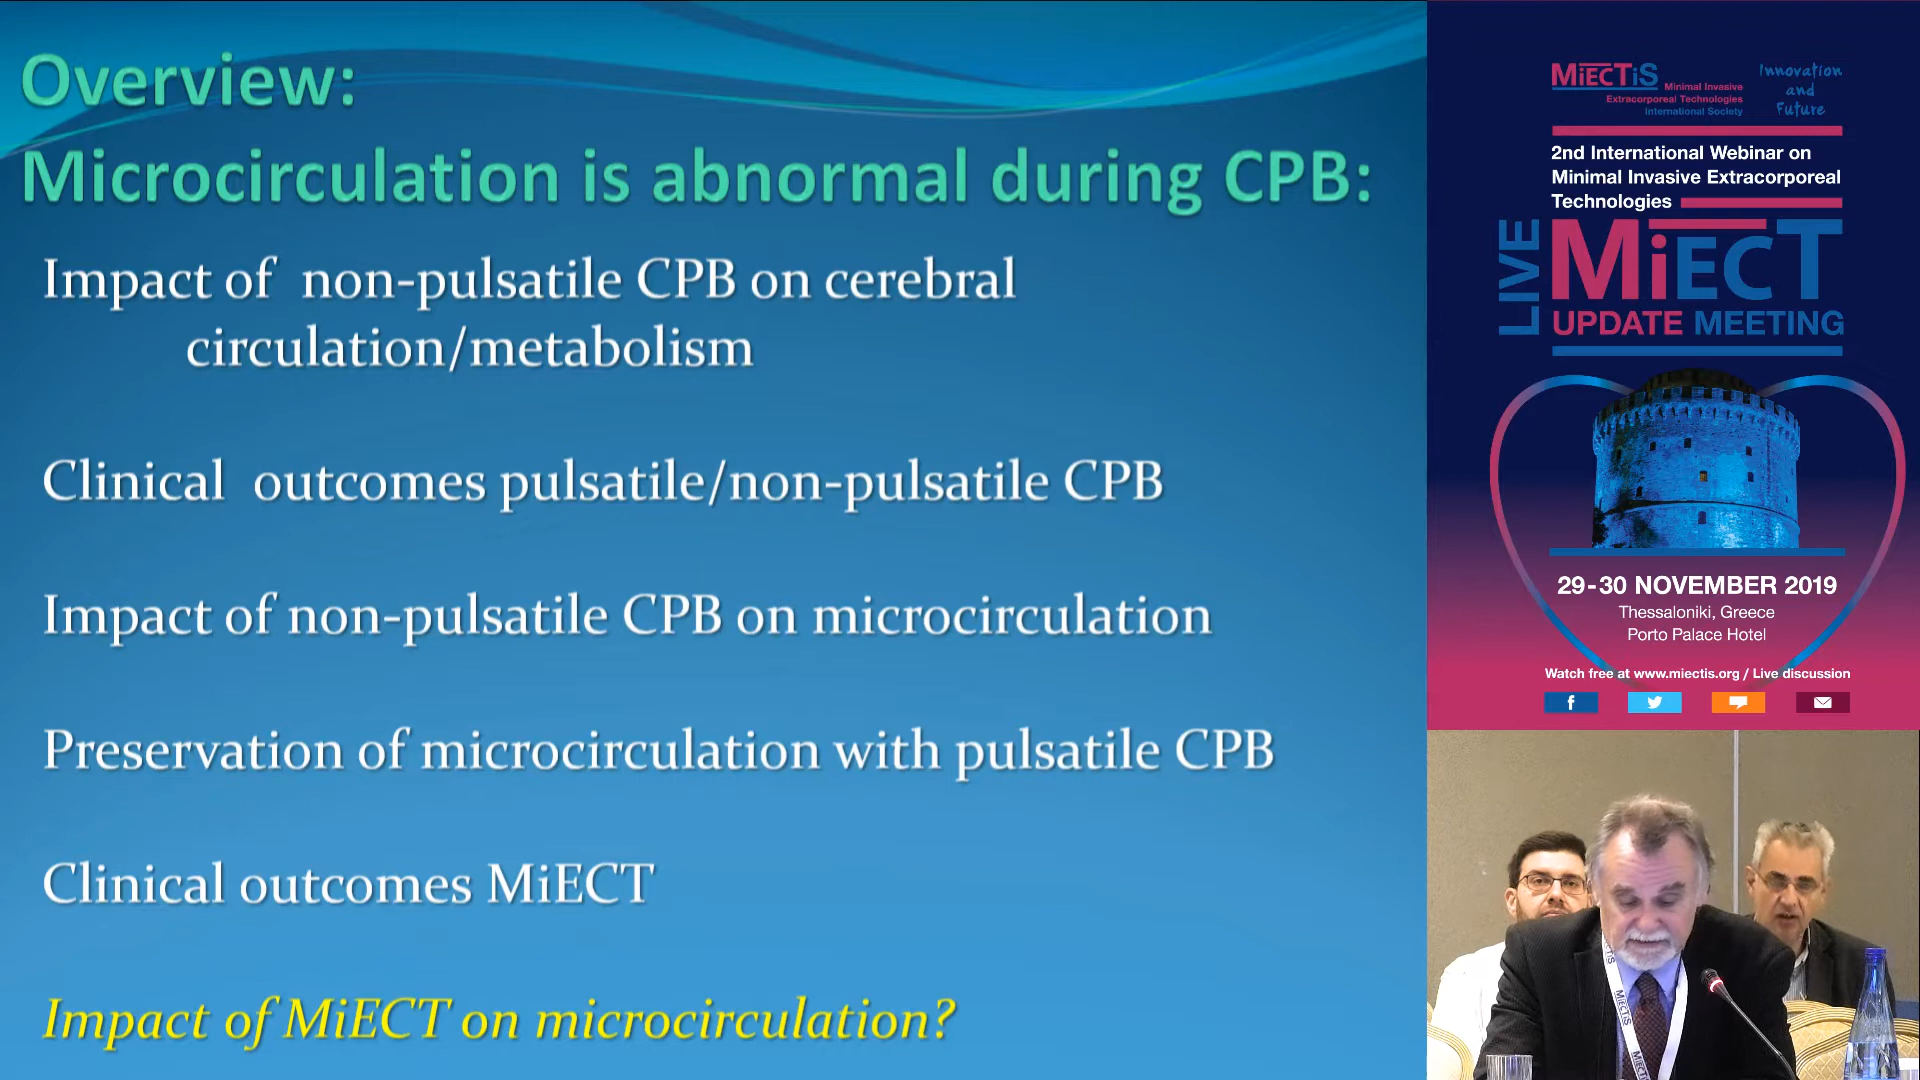 Overview:
Microcirculation is abnormal during CPB:
Impact of non-pulsatile CPB on cerebral
circulation/metabolism
Clinical outcomes pulsatile/non-pulsatile CPB
Impact of non-pulsatile CPB on microcirculation
Preservation of microcirculation with pulsatile CPB
Clinical outcomes MiECT
Impact of MiECT on microcirculation?
MiECTiS
Minimal Invasive
Extracorporeal Technologies
International Society
Innovation
and
Future
2nd International Webinar on
Minimal Invasive Extracorporeal
Technologies
LIVE
MiECT
UPDATE MEETING
29-30 NOVEMBER 2019
Thessaloniki, Greece
Porto Palace Hotel
Watch free at www.miectis.org / Live discussion
MiECTiS